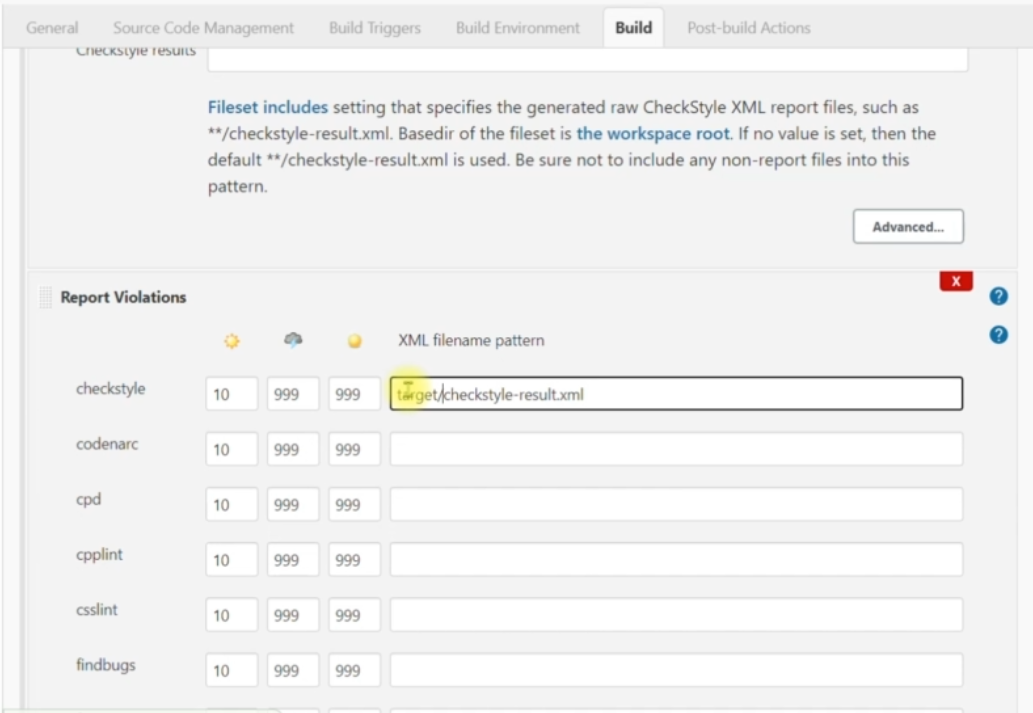 General Source Code Management Build Triggers Build Environment Build Post-build Actions
Checkstyle results
Fileset includes setting that specifies the generated raw CheckStyle XML report files, such as
**/checkstyle-result.xml. Basedir of the fileset is the workspace root. If no value is set, then the
default **/checkstyle-result.xml is used. Be sure not to include any non-report files into this
pattern.
Advanced...
X
Report Violations
?
XML filename pattern
?
checkstyle 10 999 999 target/checkstyle-result.xml
codenarc 10 999 999
cpd 10 999 999
cpplint 10 999 999
csslint 10 999 999
findbugs 10 999 999